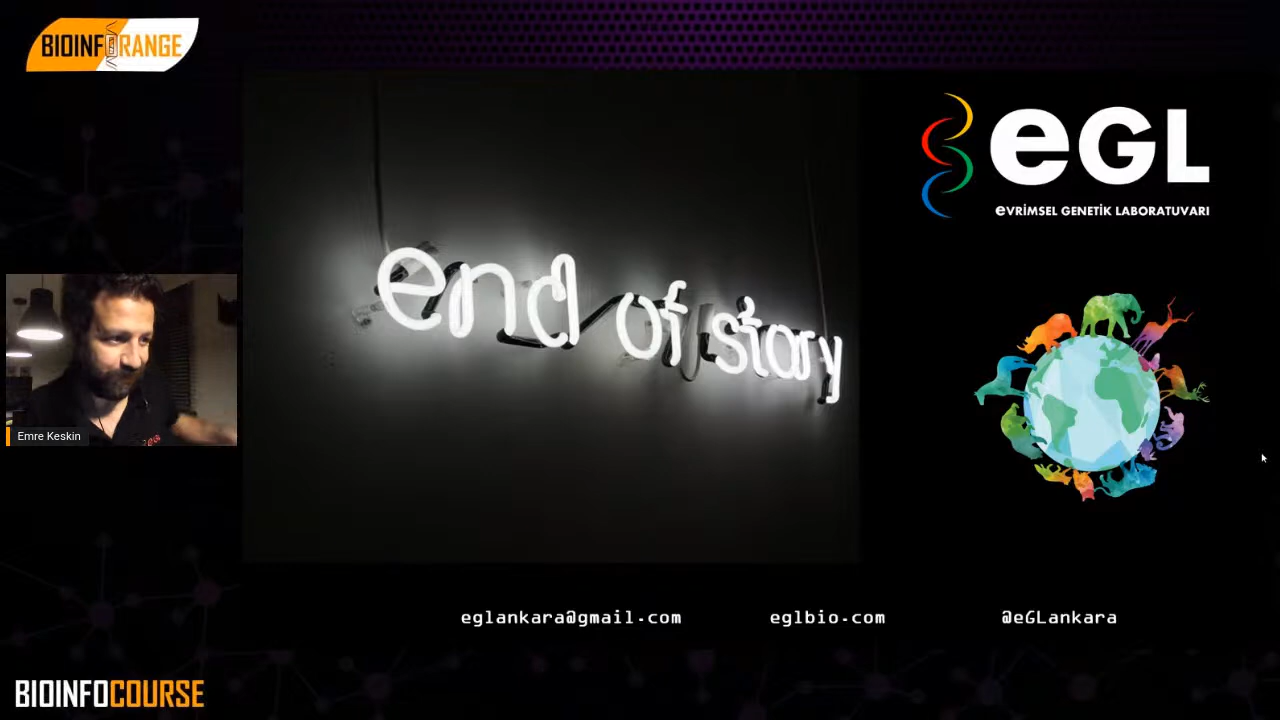 BIOINFORANGE
eGL
eVRİMSEL GENETİK LABORATUVARI
end of story
Emre Keskin
eglankara@gmail.com
eglbio.com
@eGLankara
BIOINFOCOURSE